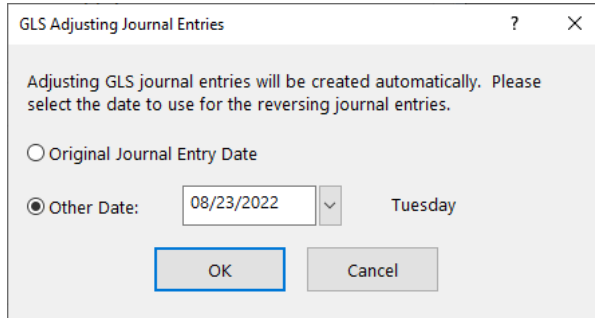 GLS Adjusting Journal Entries ?
Adjusting GLS journal entries will be created automatically.  Please
select the date to use for the reversing journal entries.
Original Journal Entry Date
Other Date: 08/23/2022 Tuesday
OK Cancel